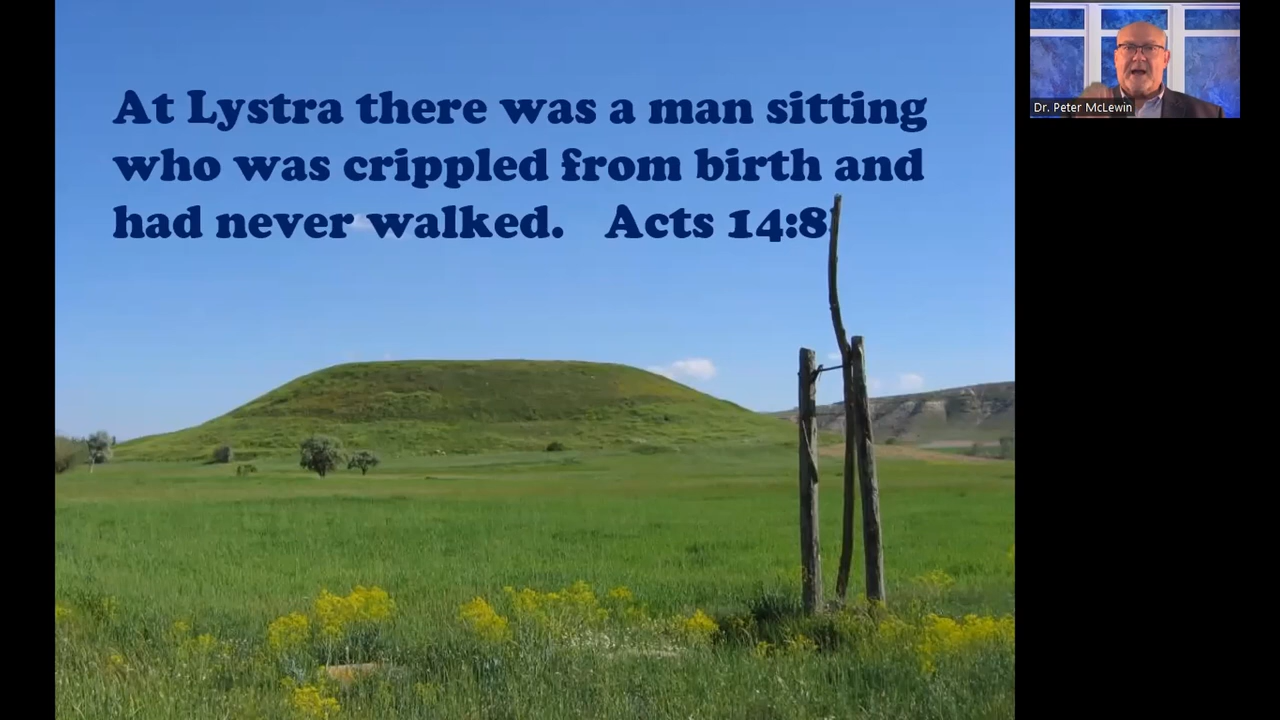 At Lystra there was a man sitting
who was crippled from birth and
had never walked. Acts 14:8
Dr. Peter McLewin